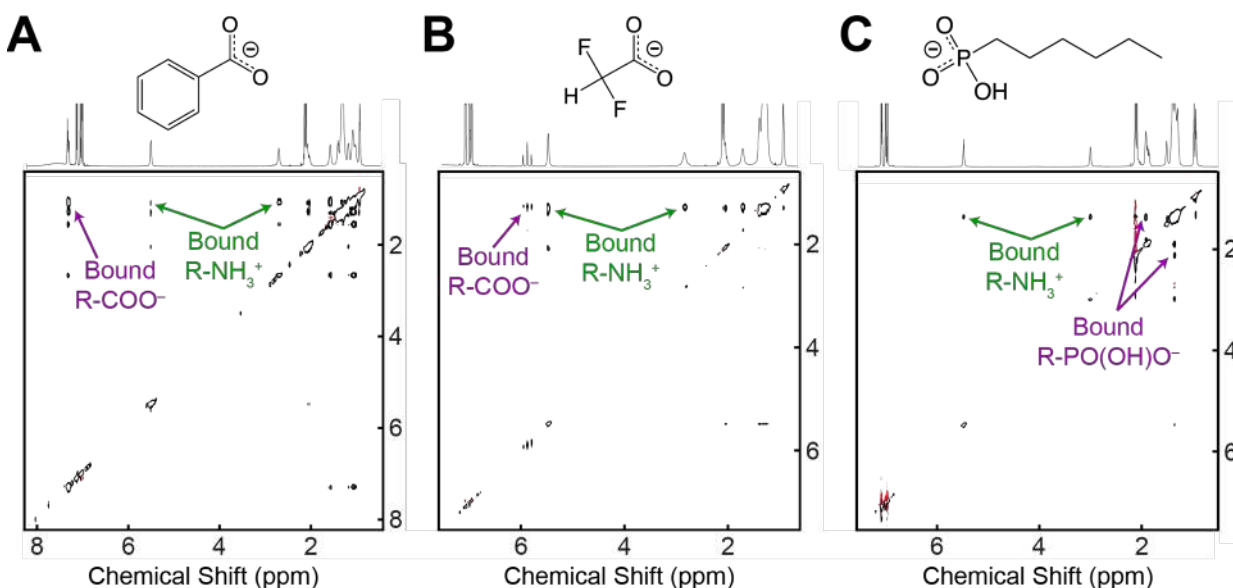 A
O
⊖
O
B
F
O
⊖
H
F
O
C
O
⊖
P
O
OH
Bound
R-COO⁻
Bound
R-NH₃⁺
2
4
6
8
8 6 4 2
Chemical Shift (ppm)
Bound
R-COO⁻
Bound
R-NH₃⁺
2
4
6
6 4 2
Chemical Shift (ppm)
Bound
R-NH₃⁺
Bound
R-PO(OH)O⁻
2
4
6
6 4 2
Chemical Shift (ppm)